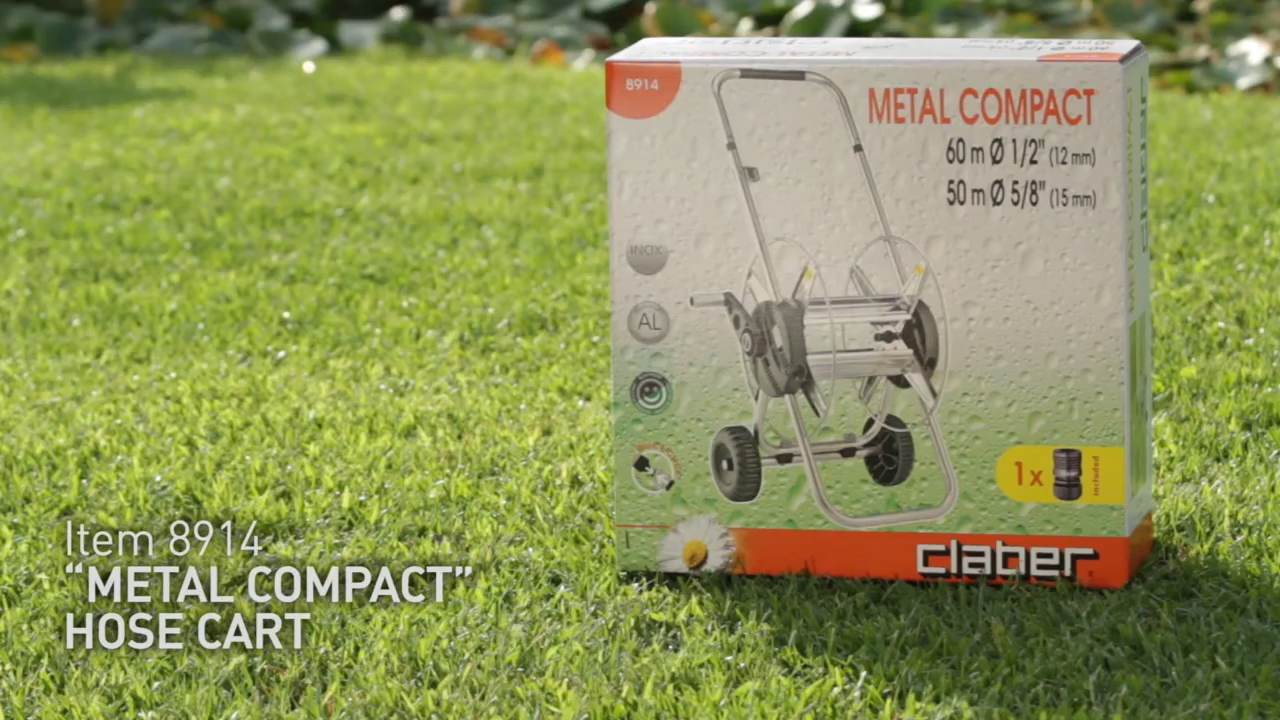 8914
METAL COMPACT
60 m Ø 1/2" (12 mm)
50 m Ø 5/8" (15 mm)
INOX
AL
1x
included
claber
Item 8914
“METAL COMPACT”
HOSE CART